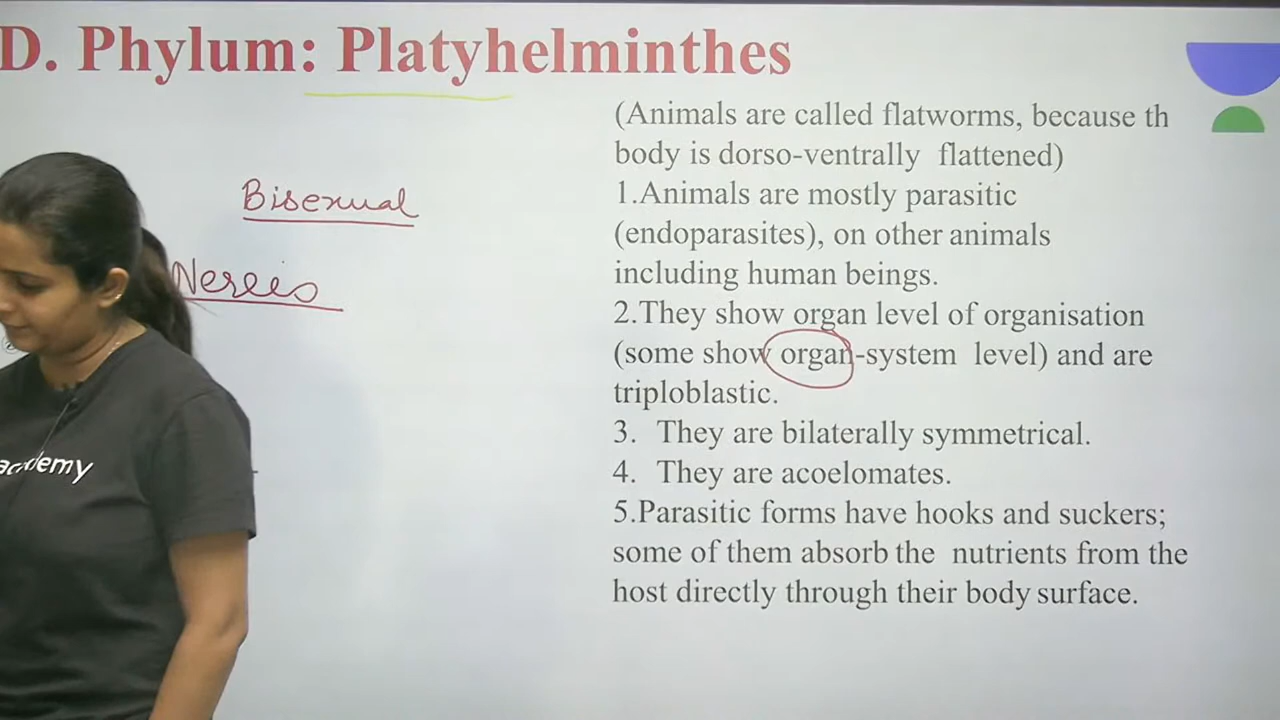 D. Phylum: Platyhelminthes
(Animals are called flatworms, because th
body is dorso-ventrally flattened)
1.Animals are mostly parasitic
(endoparasites), on other animals
including human beings.
2.They show organ level of organisation
(some show organ-system level) and are
triploblastic.
3. They are bilaterally symmetrical.
4. They are acoelomates.
5.Parasitic forms have hooks and suckers;
some of them absorb the nutrients from the
host directly through their body surface.
Bisexual
Nereis
academy